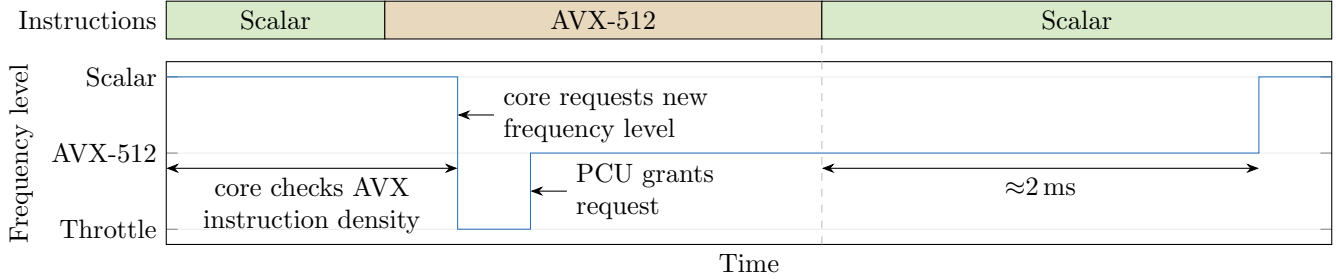 Instructions
Scalar
AVX-512
Scalar
Frequency level
Scalar
AVX-512
Throttle
core requests new
frequency level
core checks AVX
instruction density
PCU grants
request
≈2 ms
Time